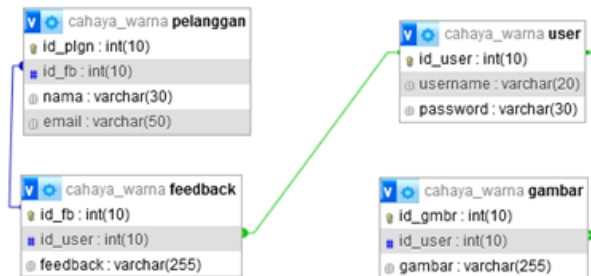 cahaya_warna pelanggan
id_plgn : int(10)
id_fb : int(10)
nama : varchar(30)
email : varchar(50)
cahaya_warna user
id_user : int(10)
username : varchar(20)
password : varchar(30)
cahaya_warna feedback
id_fb : int(10)
id_user : int(10)
feedback : varchar(255)
cahaya_warna gambar
id_gmbr : int(10)
id_user : int(10)
gambar : varchar(255)